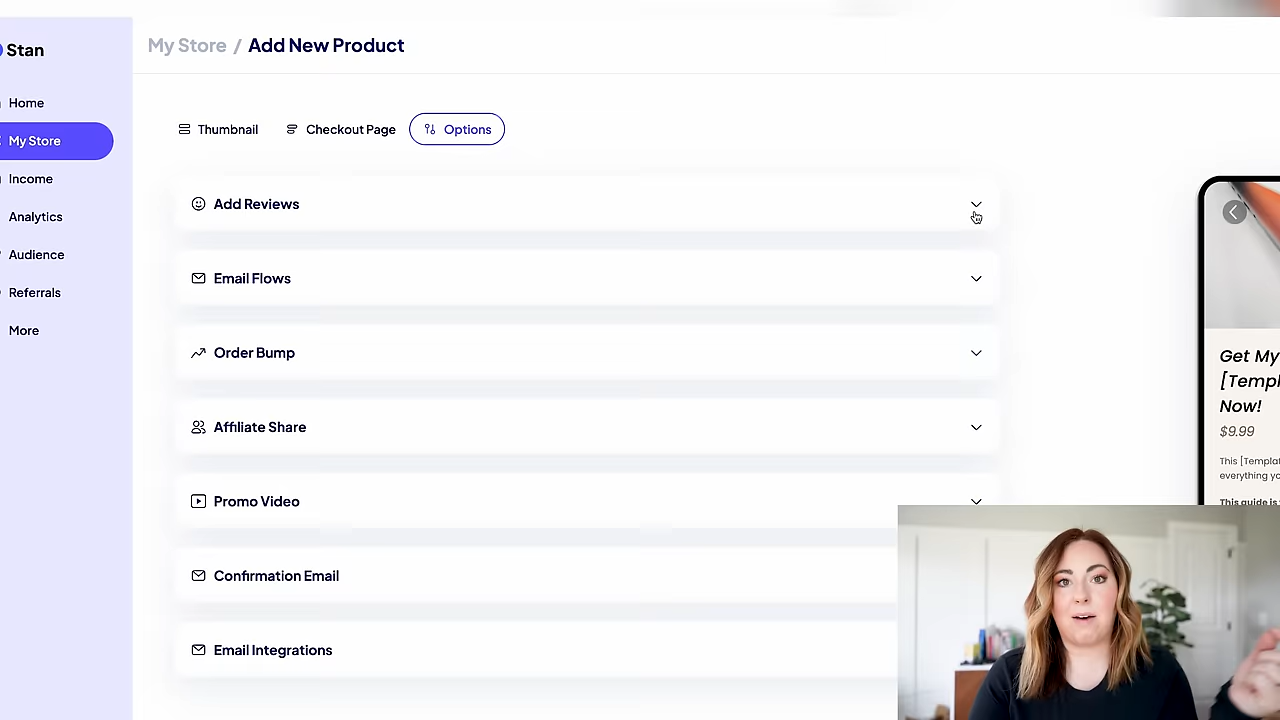 Stan
My Store / Add New Product
Home
My Store
Income
Analytics
Audience
Referrals
More
Thumbnail
Checkout Page
Options
Add Reviews
Email Flows
Order Bump
Affiliate Share
Promo Video
Confirmation Email
Email Integrations
Get My
[Templ
Now!
$9.99
This [Templat
everything yo
This guide is